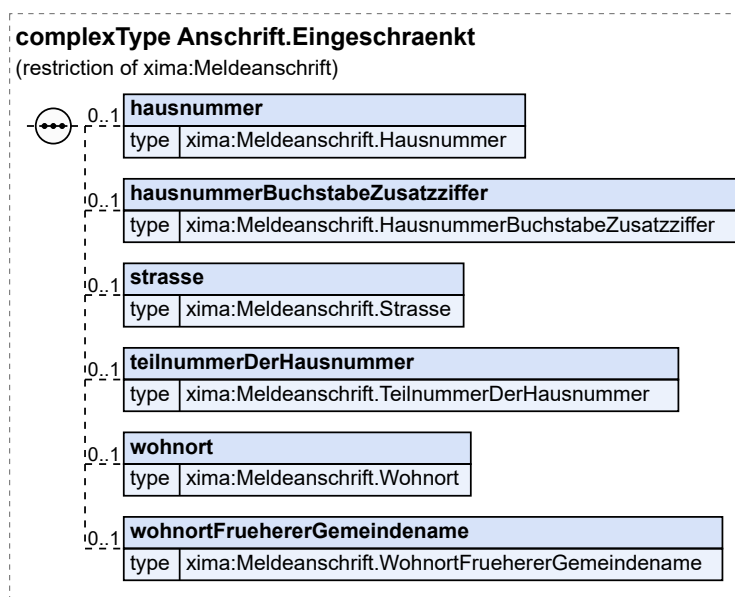 complexType Anschrift.Eingeschraenkt
(restriction of xima:Meldeanschrift)
0..1 hausnummer
type xima:Meldeanschrift.Hausnummer
0..1 hausnummerBuchstabeZusatzziffer
type xima:Meldeanschrift.HausnummerBuchstabeZusatzziffer
0..1 strasse
type xima:Meldeanschrift.Strasse
0..1 teilnummerDerHausnummer
type xima:Meldeanschrift.TeilnummerDerHausnummer
0..1 wohnort
type xima:Meldeanschrift.Wohnort
0..1 wohnortFruehererGemeindename
type xima:Meldeanschrift.WohnortFruehererGemeindename